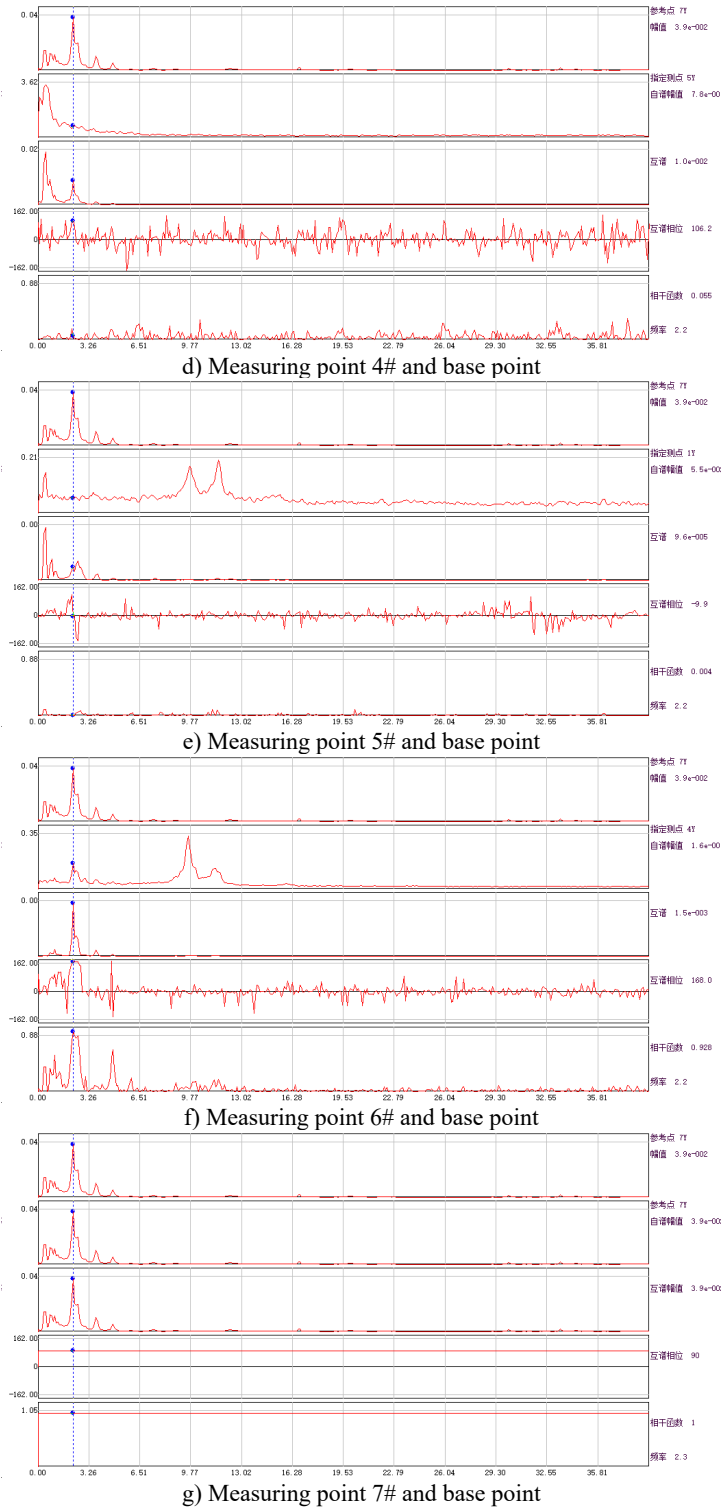 0.04
参考点 7Y
幅值 3.9e-002
3.62
指定测点 5Y
自谱幅值 7.8e-00
0.02
互谱 1.0e-002
162.00
0
-162.00
互谱相位 106.2
0.88
相干函数 0.055
频率 2.2
0.00 3.26 6.51 9.77 13.02 16.28 19.53 22.79 26.04 29.30 32.55 35.81
d) Measuring point 4# and base point
0.04
参考点 7Y
幅值 3.9e-002
0.21
指定测点 1Y
自谱幅值 5.5e-00
0.00
互谱 9.6e-005
162.00
0
-162.00
互谱相位 -9.9
0.88
相干函数 0.004
频率 2.2
0.00 3.26 6.51 9.77 13.02 16.28 19.53 22.79 26.04 29.30 32.55 35.81
e) Measuring point 5# and base point
0.04
参考点 7Y
幅值 3.9e-002
0.35
指定测点 4Y
自谱幅值 1.6e-00
0.00
互谱 1.5e-003
162.00
0
-162.00
互谱相位 168.0
0.88
相干函数 0.928
频率 2.2
0.00 3.26 6.51 9.77 13.02 16.28 19.53 22.79 26.04 29.30 32.55 35.81
f) Measuring point 6# and base point
0.04
参考点 7Y
幅值 3.9e-002
0.04
参考点 7Y
自谱幅值 3.9e-00
0.04
互谱幅值 3.9e-00
162.00
0
-162.00
互谱相位 90
1.05
相干函数 1
频率 2.3
0.00 3.26 6.51 9.77 13.02 16.28 19.53 22.79 26.04 29.30 32.55 35.81
g) Measuring point 7# and base point